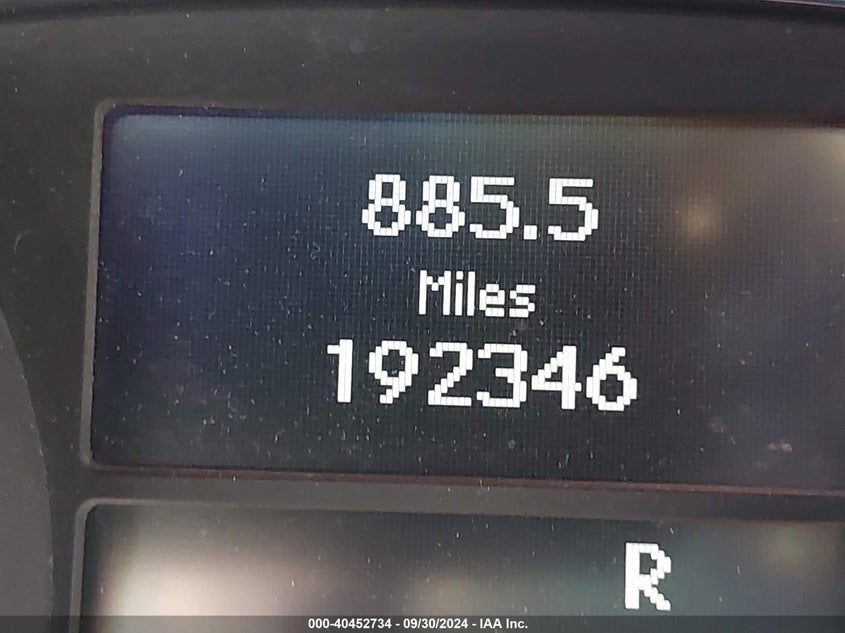 885.5
Miles
192346
R
000-40452734 - 09/30/2024 - IAA Inc.